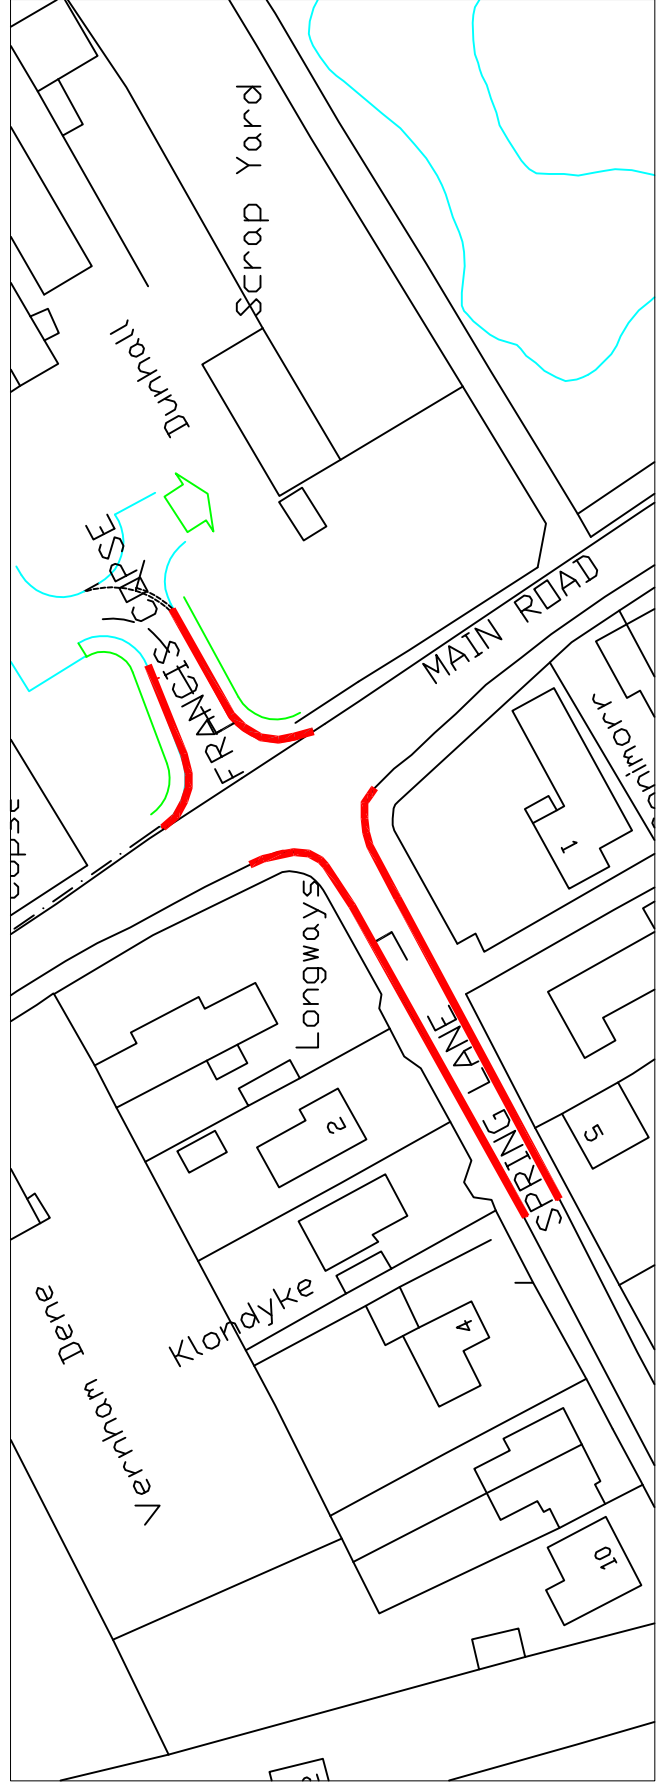 Scrap Yard
Dunhall
FRANCIS COPSE
MAIN ROAD
1
Longways
SPRING LANE
2
5
Klondyke
4
Vernham Dene
10